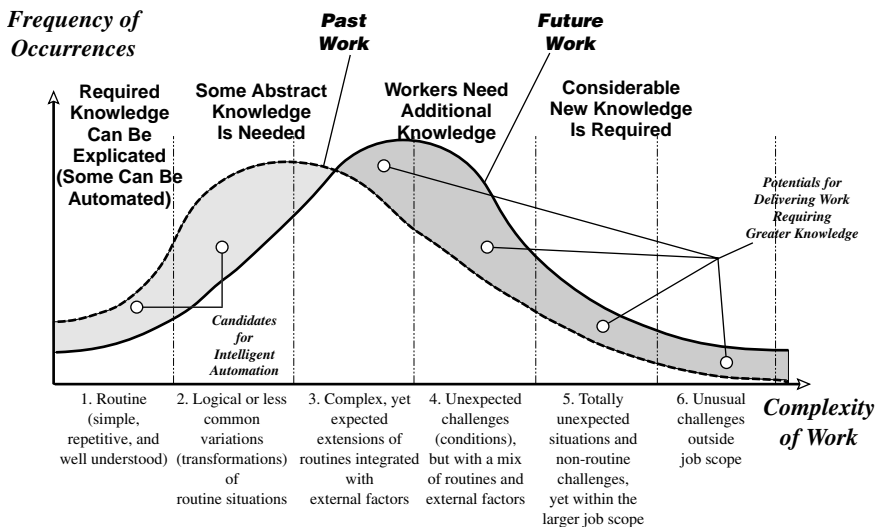 Frequency of
Occurrences
Past
Work
Future
Work
Required
Knowledge
Can Be
Explicated
(Some Can Be
Automated)
Some Abstract
Knowledge
Is Needed
Workers Need
Additional
Knowledge
Considerable
New Knowledge
Is Required
Potentials for
Delivering Work
Requiring
Greater Knowledge
Candidates
for
Intelligent
Automation
1. Routine
(simple,
repetitive, and
well understood)
2. Logical or less
common
variations
(transformations)
of
routine situations
3. Complex, yet
expected
extensions of
routines integrated
with
external factors
4. Unexpected
challenges
(conditions),
but with a mix
of routines and
external factors
5. Totally
unexpected
situations and
non-routine
challenges,
yet within the
larger job scope
6. Unusual
challenges
outside
job scope
Complexity
of Work